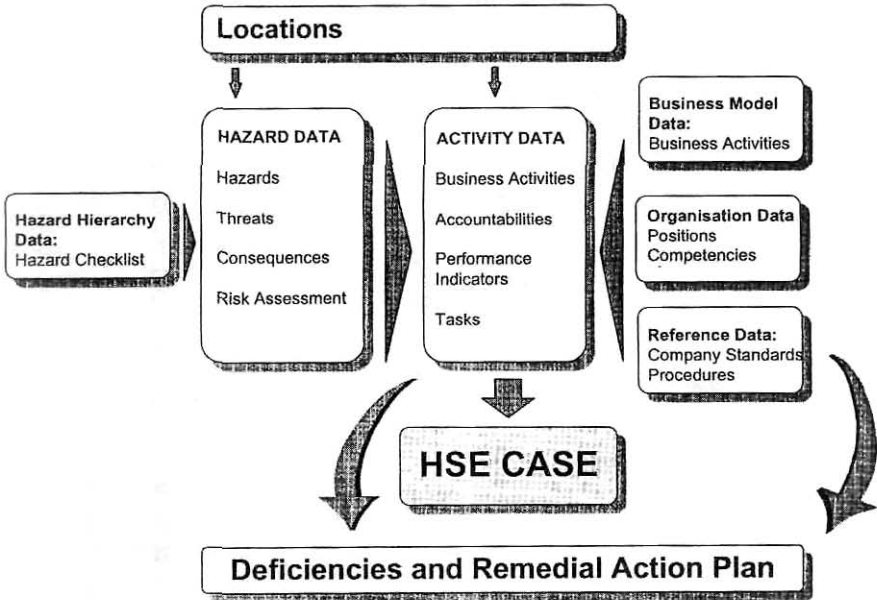 Locations
HAZARD DATA
Hazards
Threats
Consequences
Risk Assessment
ACTIVITY DATA
Business Activities
Accountabilities
Performance
Indicators
Tasks
Business Model
Data:
Business Activities
Hazard Hierarchy
Data:
Hazard Checklist
Organisation Data
Positions
Competencies
Reference Data:
Company Standards
Procedures
HSE CASE
Deficiencies and Remedial Action Plan